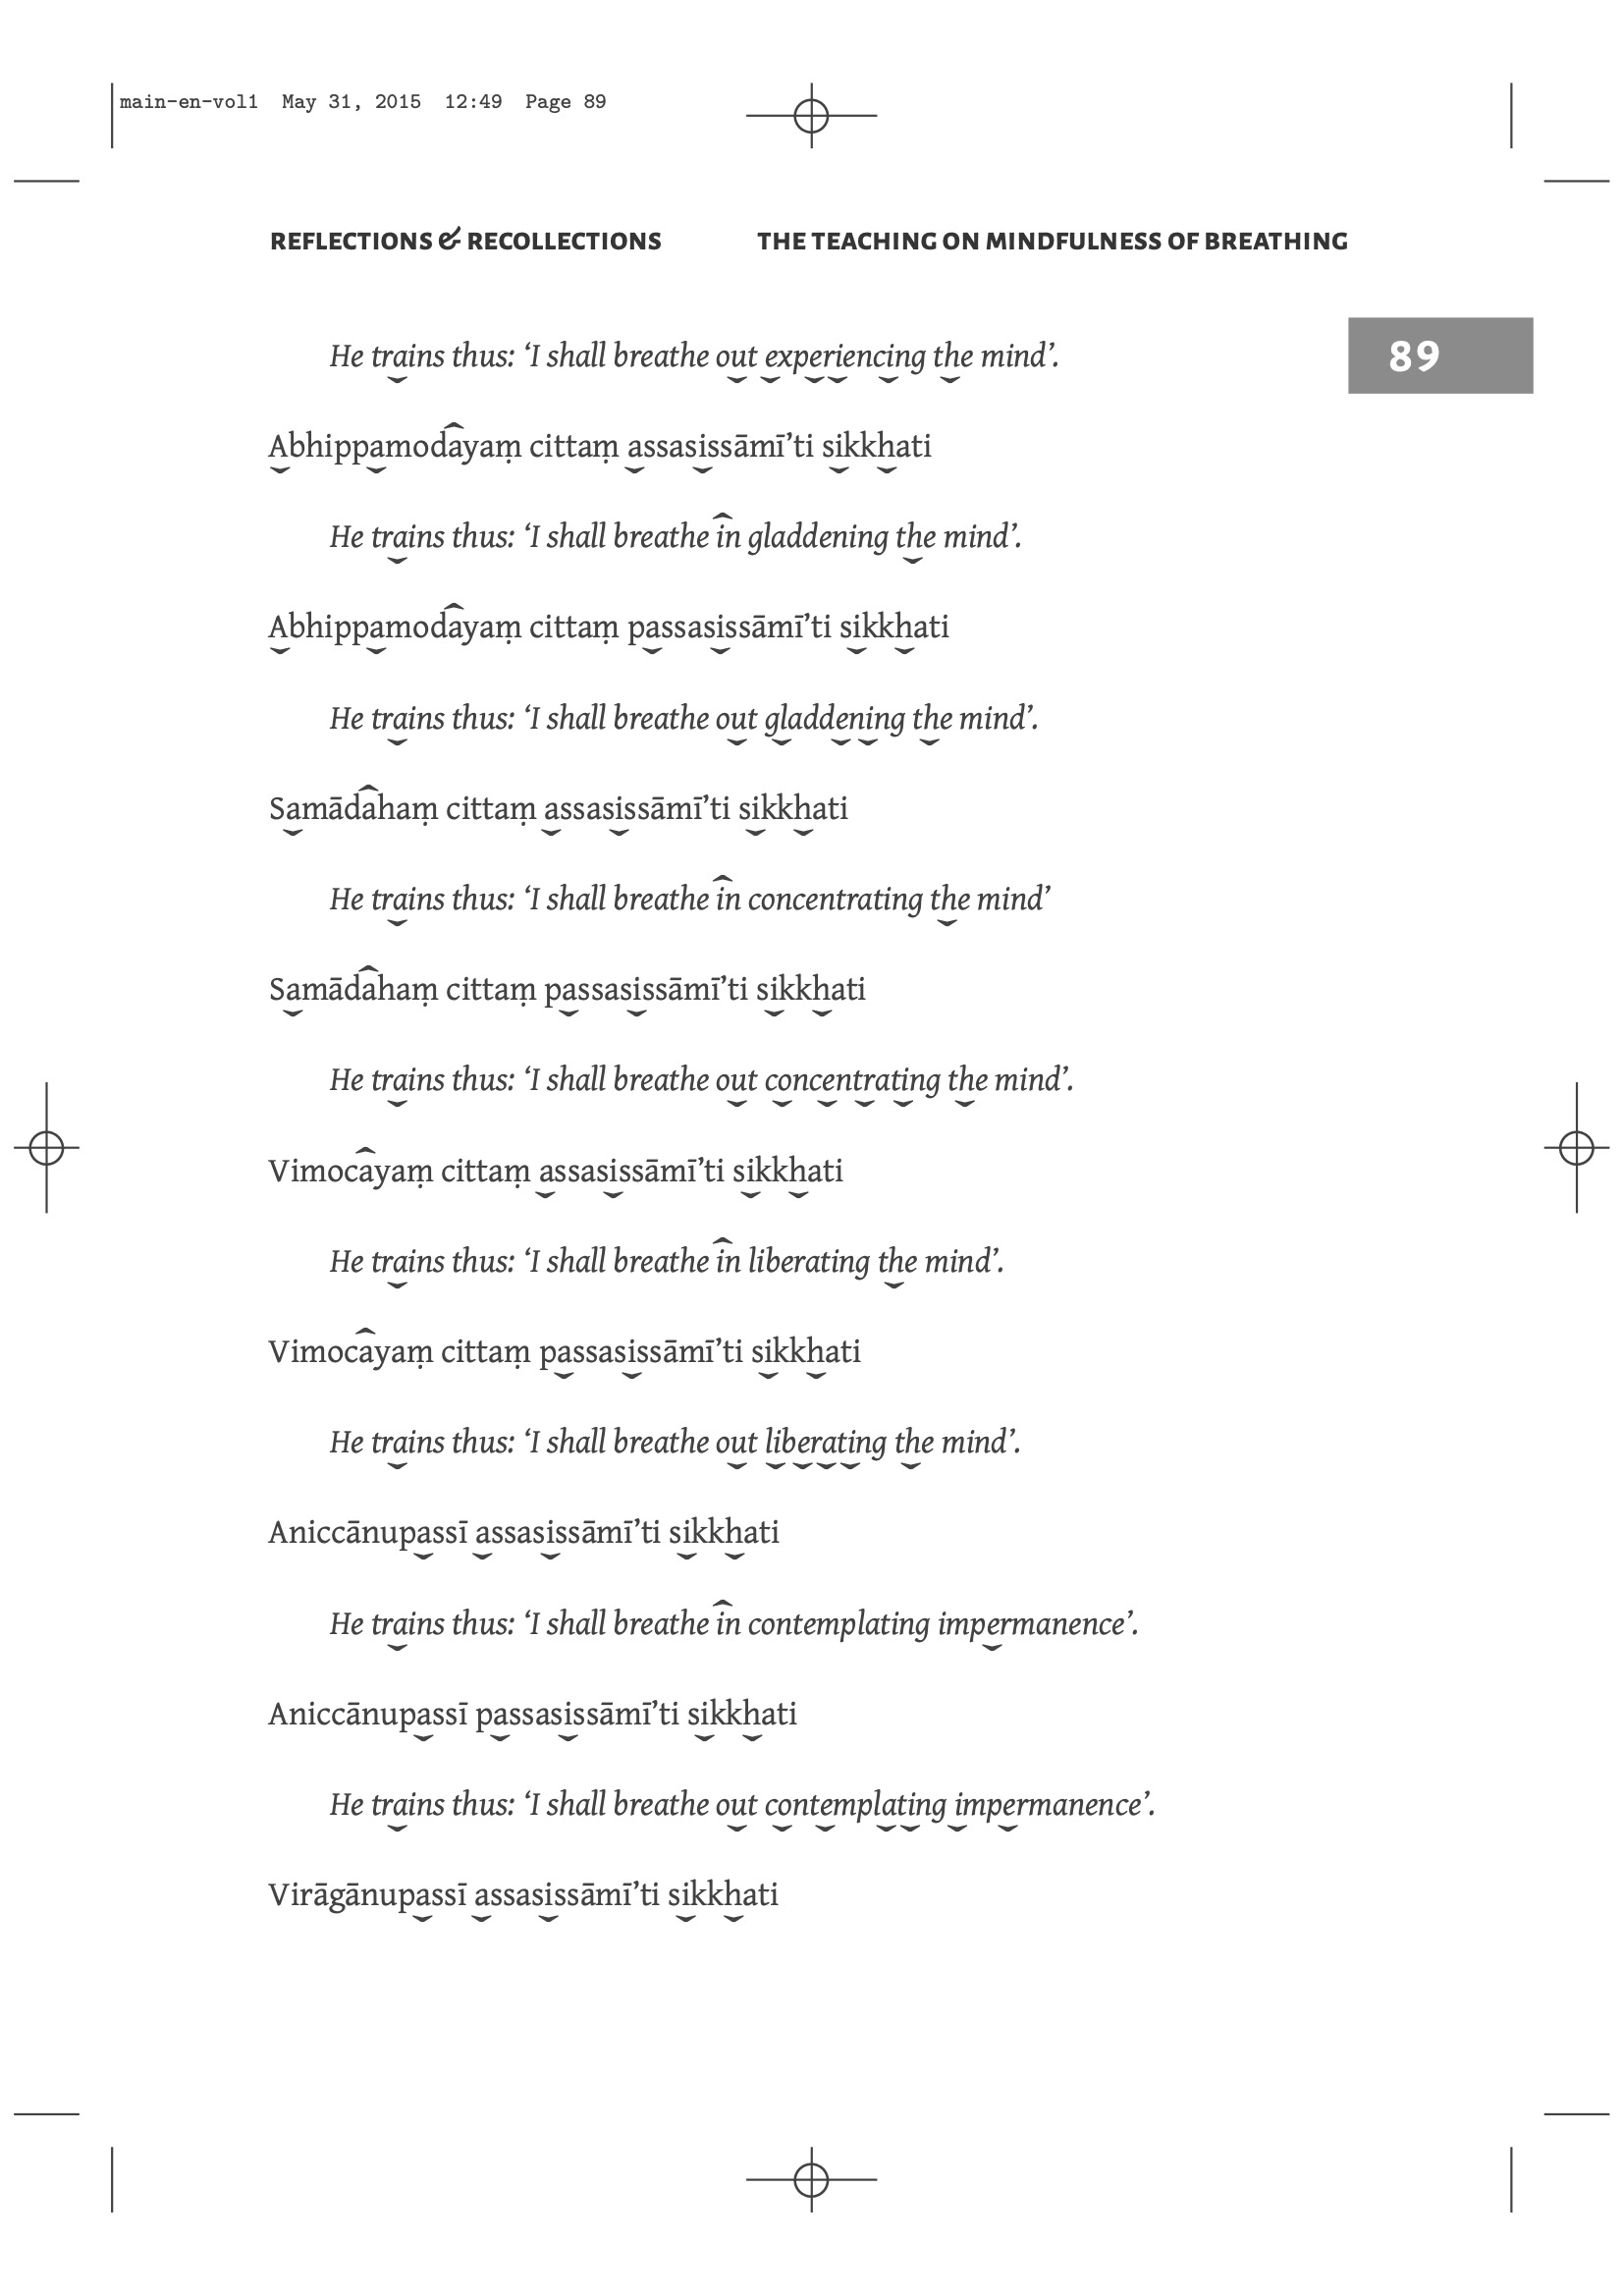 main-en-vol1 May 31, 2015 12:49 Page 89
REFLECTIONS & RECOLLECTIONS THE TEACHING ON MINDFULNESS OF BREATHING
89
He trains thus: ‘I shall breathe out experiencing the mind’.
Abhippamodayaṃ cittaṃ assasissāmī’ti sikkhati
He trains thus: ‘I shall breathe in gladdening the mind’.
Abhippamodayaṃ cittaṃ passasissāmī’ti sikkhati
He trains thus: ‘I shall breathe out gladdening the mind’.
Samādahaṃ cittaṃ assasissāmī’ti sikkhati
He trains thus: ‘I shall breathe in concentrating the mind’
Samādahaṃ cittaṃ passasissāmī’ti sikkhati
He trains thus: ‘I shall breathe out concentrating the mind’.
Vimocayaṃ cittaṃ assasissāmī’ti sikkhati
He trains thus: ‘I shall breathe in liberating the mind’.
Vimocayaṃ cittaṃ passasissāmī’ti sikkhati
He trains thus: ‘I shall breathe out liberating the mind’.
Aniccānupassī assasissāmī’ti sikkhati
He trains thus: ‘I shall breathe in contemplating impermanence’.
Aniccānupassī passasissāmī’ti sikkhati
He trains thus: ‘I shall breathe out contemplating impermanence’.
Virāgānupassī assasissāmī’ti sikkhati